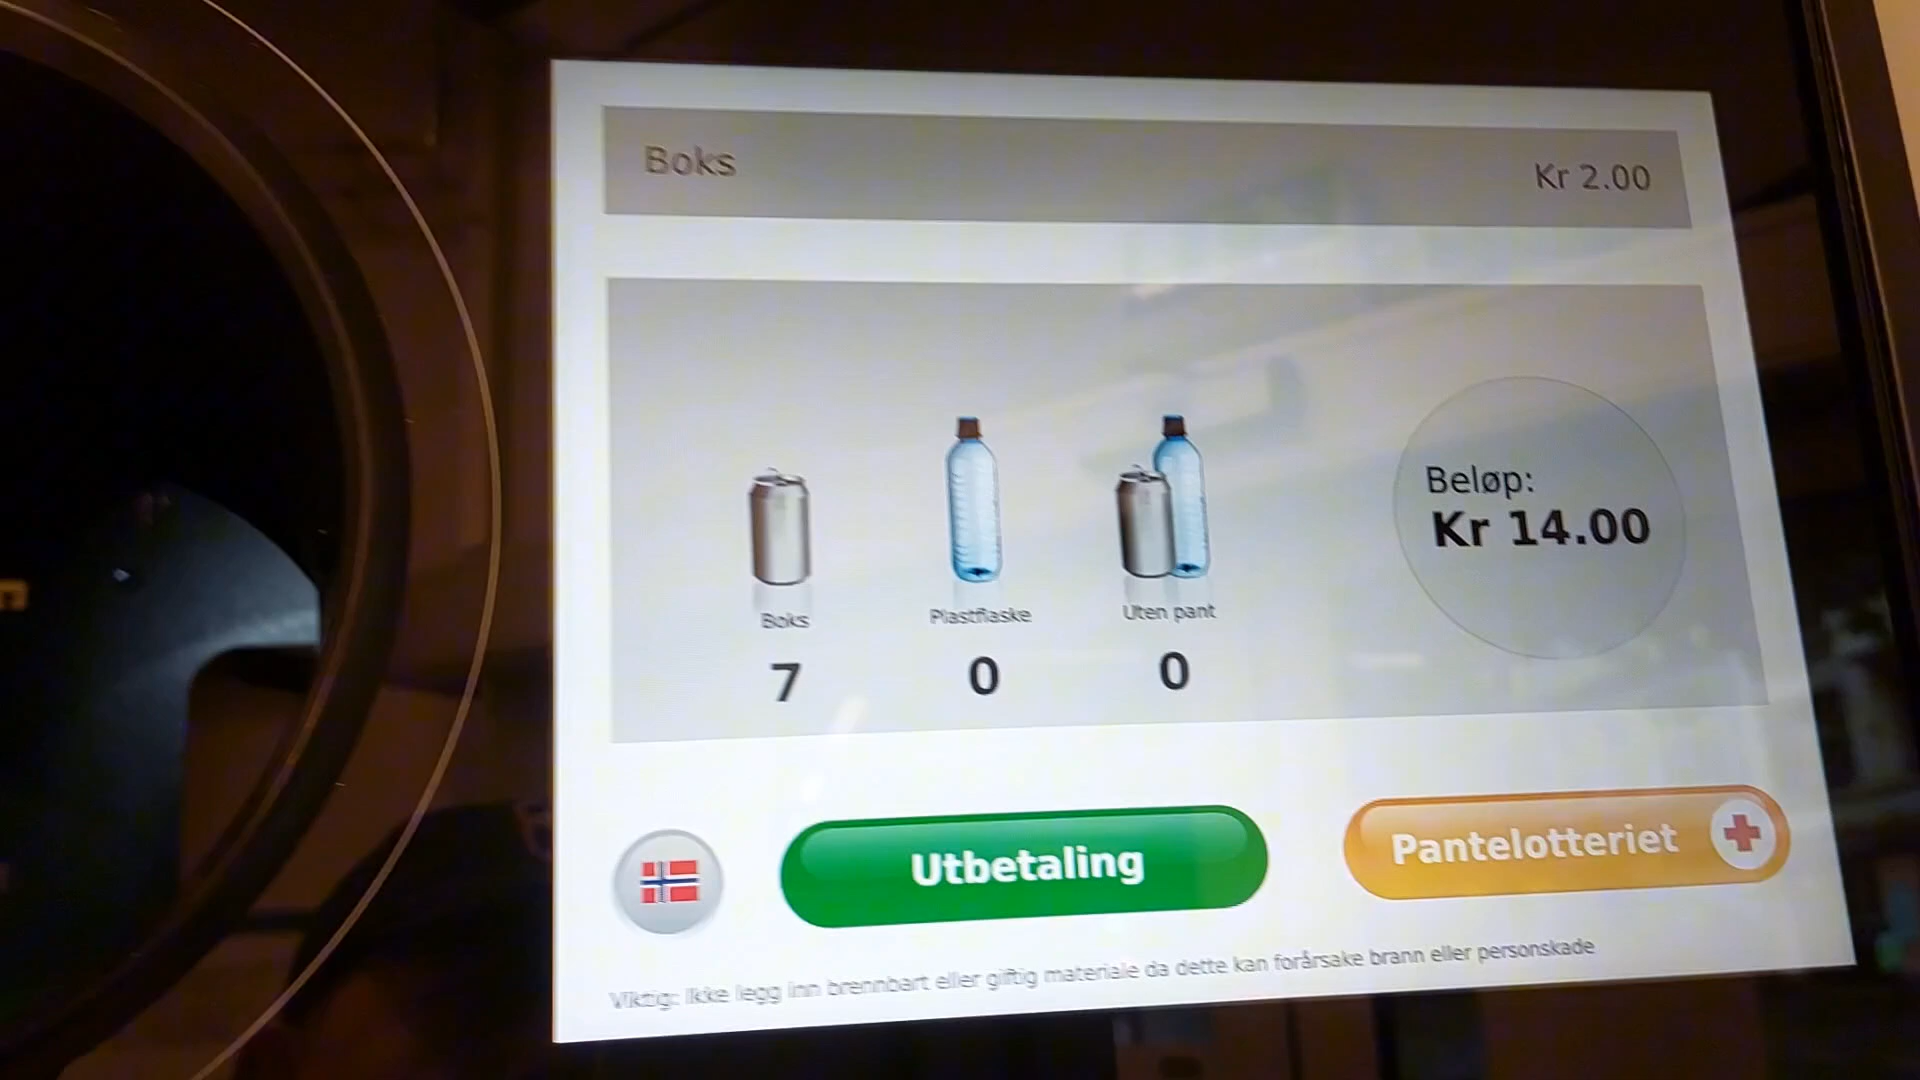 Boks
Kr 2.00
Boks
Plastflaske
Uten pant
7
0
0
Beløp:
Kr 14.00
Utbetaling
Pantelotteriet
Viktig: Ikke legg inn brennbart eller giftig materiale da dette kan forårsake brann eller personskade